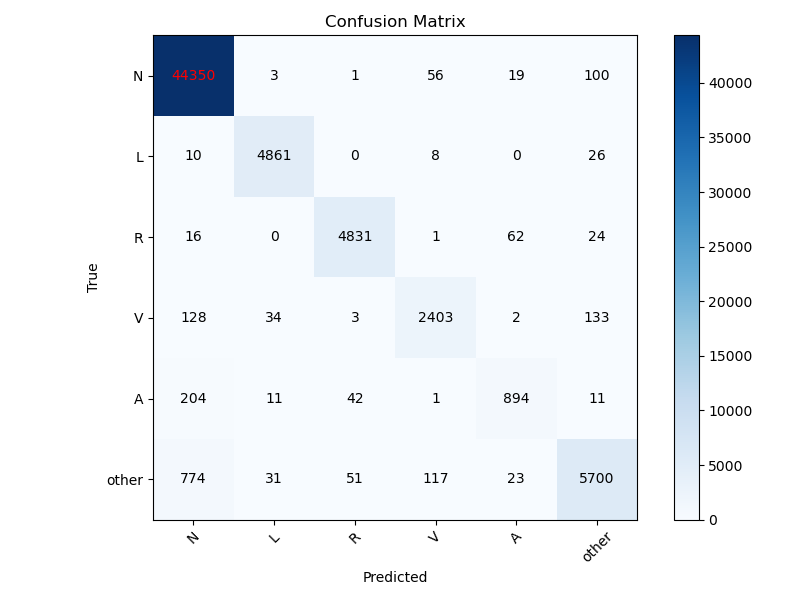 Confusion Matrix
N 44350 3 1 56 19 100
L 10 4861 0 8 0 26
R 16 0 4831 1 62 24
V 128 34 3 2403 2 133
A 204 11 42 1 894 11
other 774 31 51 117 23 5700
N L R V A other
Predicted
True
40000
35000
30000
25000
20000
15000
10000
5000
0